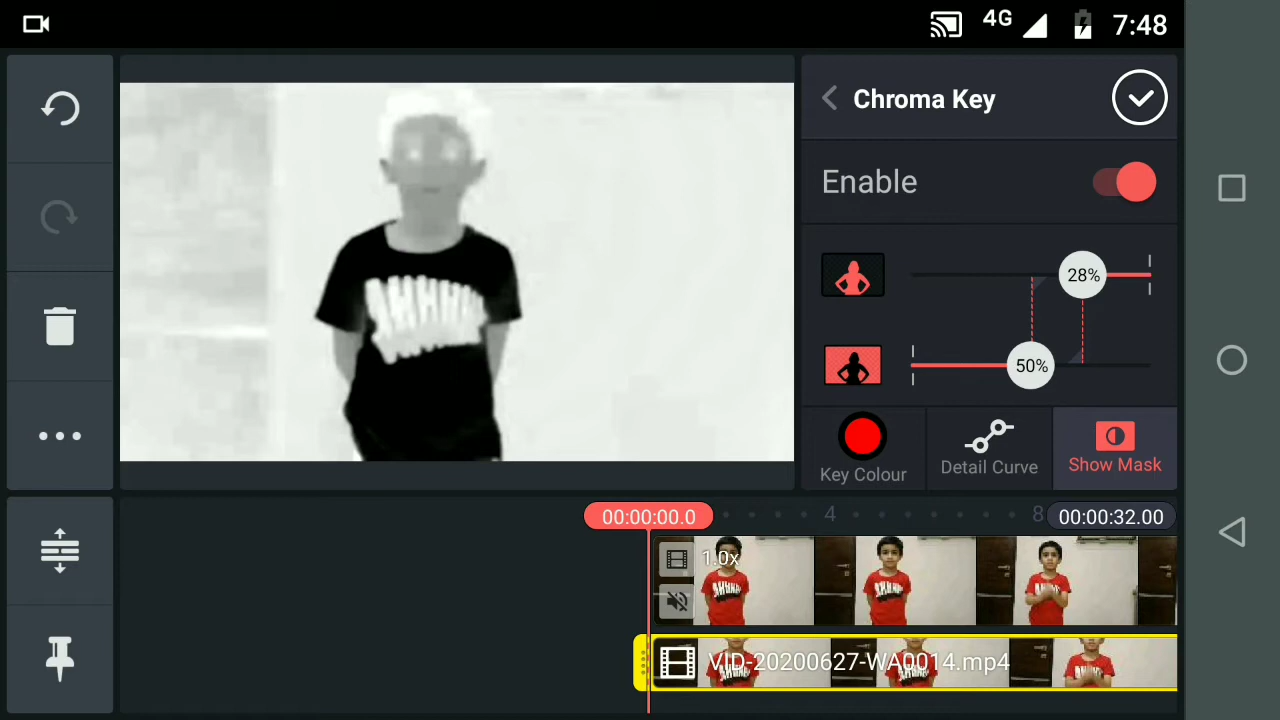 4G 7:48
Chroma Key
Enable
28%
50%
Key Colour
Detail Curve
Show Mask
00:00:00.0
4
8
00:00:32.00
1.0x
VID-20200627-WA0014.mp4